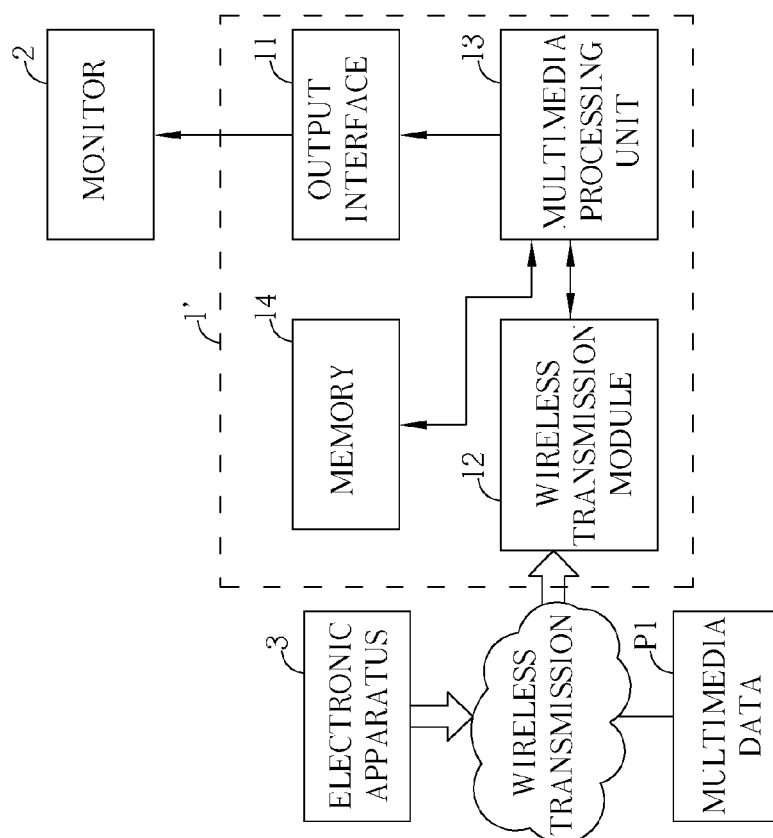 3
ELECTRONIC
APPARATUS
WIRELESS
TRANSMISSION
P1
MULTIMEDIA
DATA
1'
14
MEMORY
12
WIRELESS
TRANSMISSION
MODULE
2
MONITOR
11
OUTPUT
INTERFACE
13
MULTIMEDIA
PROCESSING
UNIT